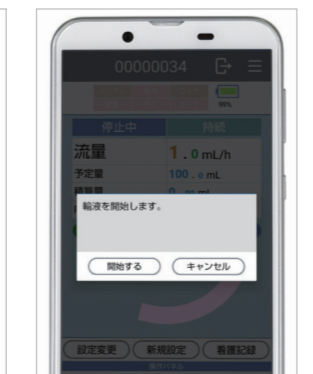 00000034
99%
停止中 持続
流量 1.0 mL/h
予定量 100.0 mL
積算量 0.00 mL
輸液を開始します。
開始する キャンセル
設定変更 新規設定 看護記録